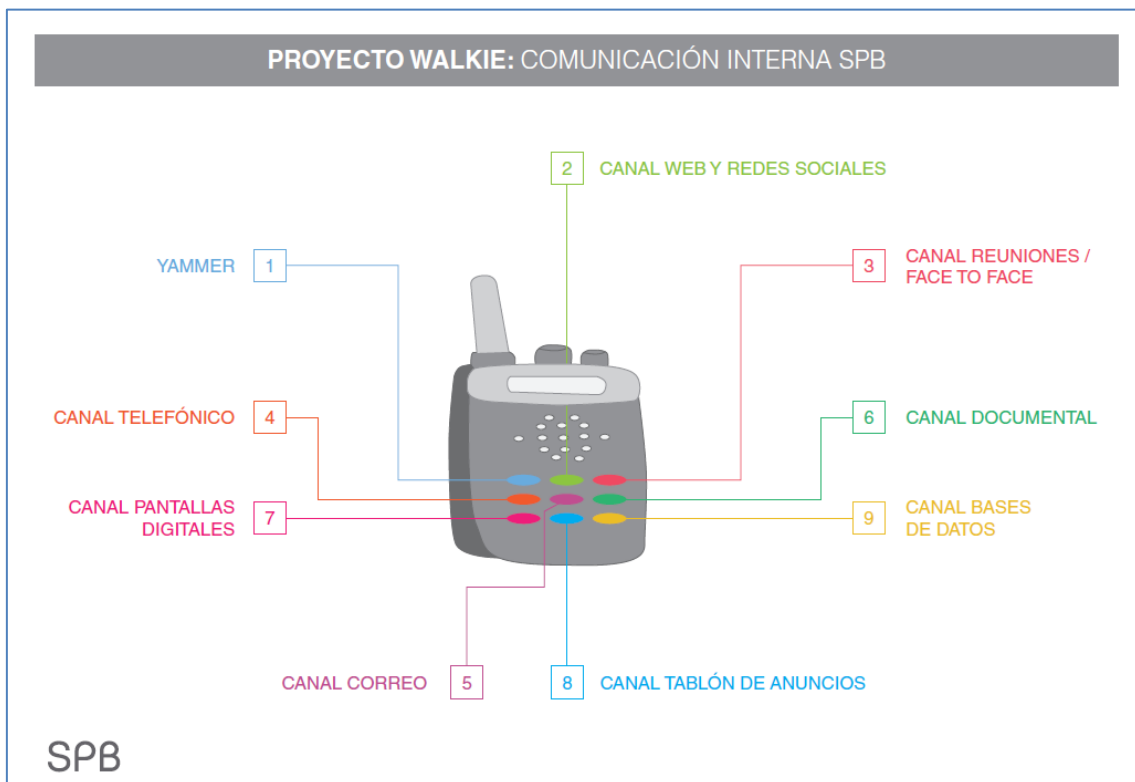 PROYECTO WALKIE: COMUNICACIÓN INTERNA SPB
2 CANAL WEB Y REDES SOCIALES
YAMMER 1
3 CANAL REUNIONES /
FACE TO FACE
CANAL TELEFÓNICO 4
6 CANAL DOCUMENTAL
CANAL PANTALLAS
DIGITALES 7
9 CANAL BASES
DE DATOS
CANAL CORREO 5
8 CANAL TABLÓN DE ANUNCIOS
SPB